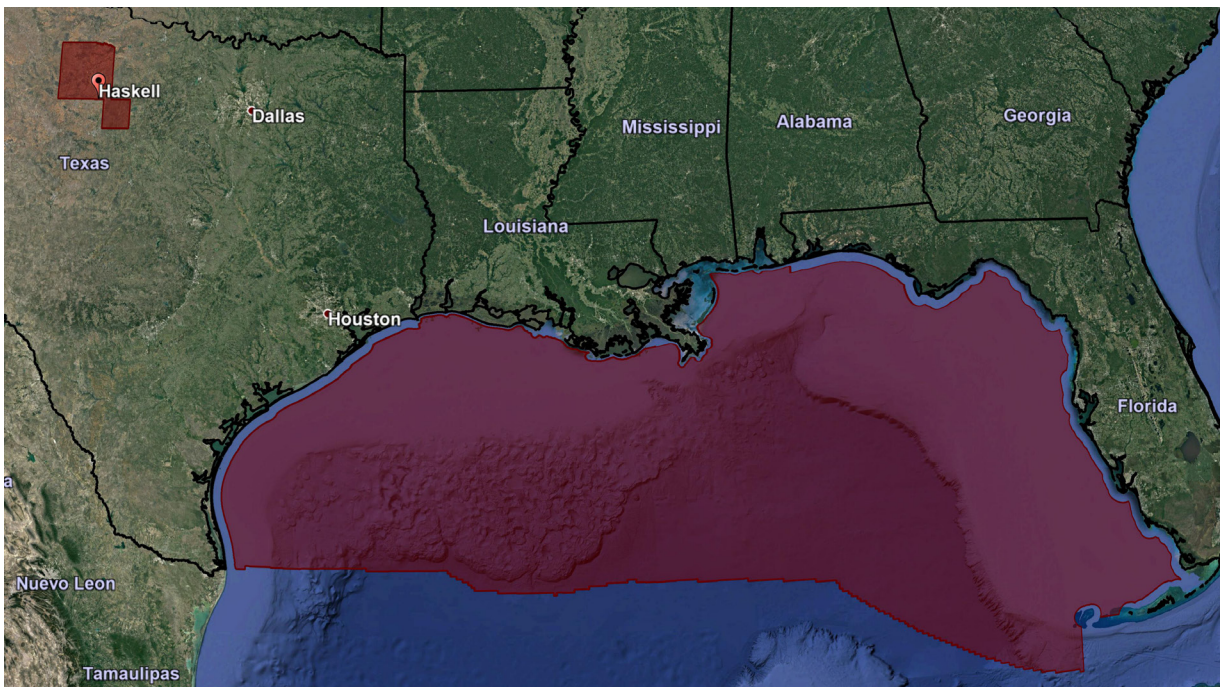 Haskell
Dallas
Texas
Mississippi
Alabama
Georgia
Louisiana
Houston
Florida
a
Nuevo Leon
Tamaulipas